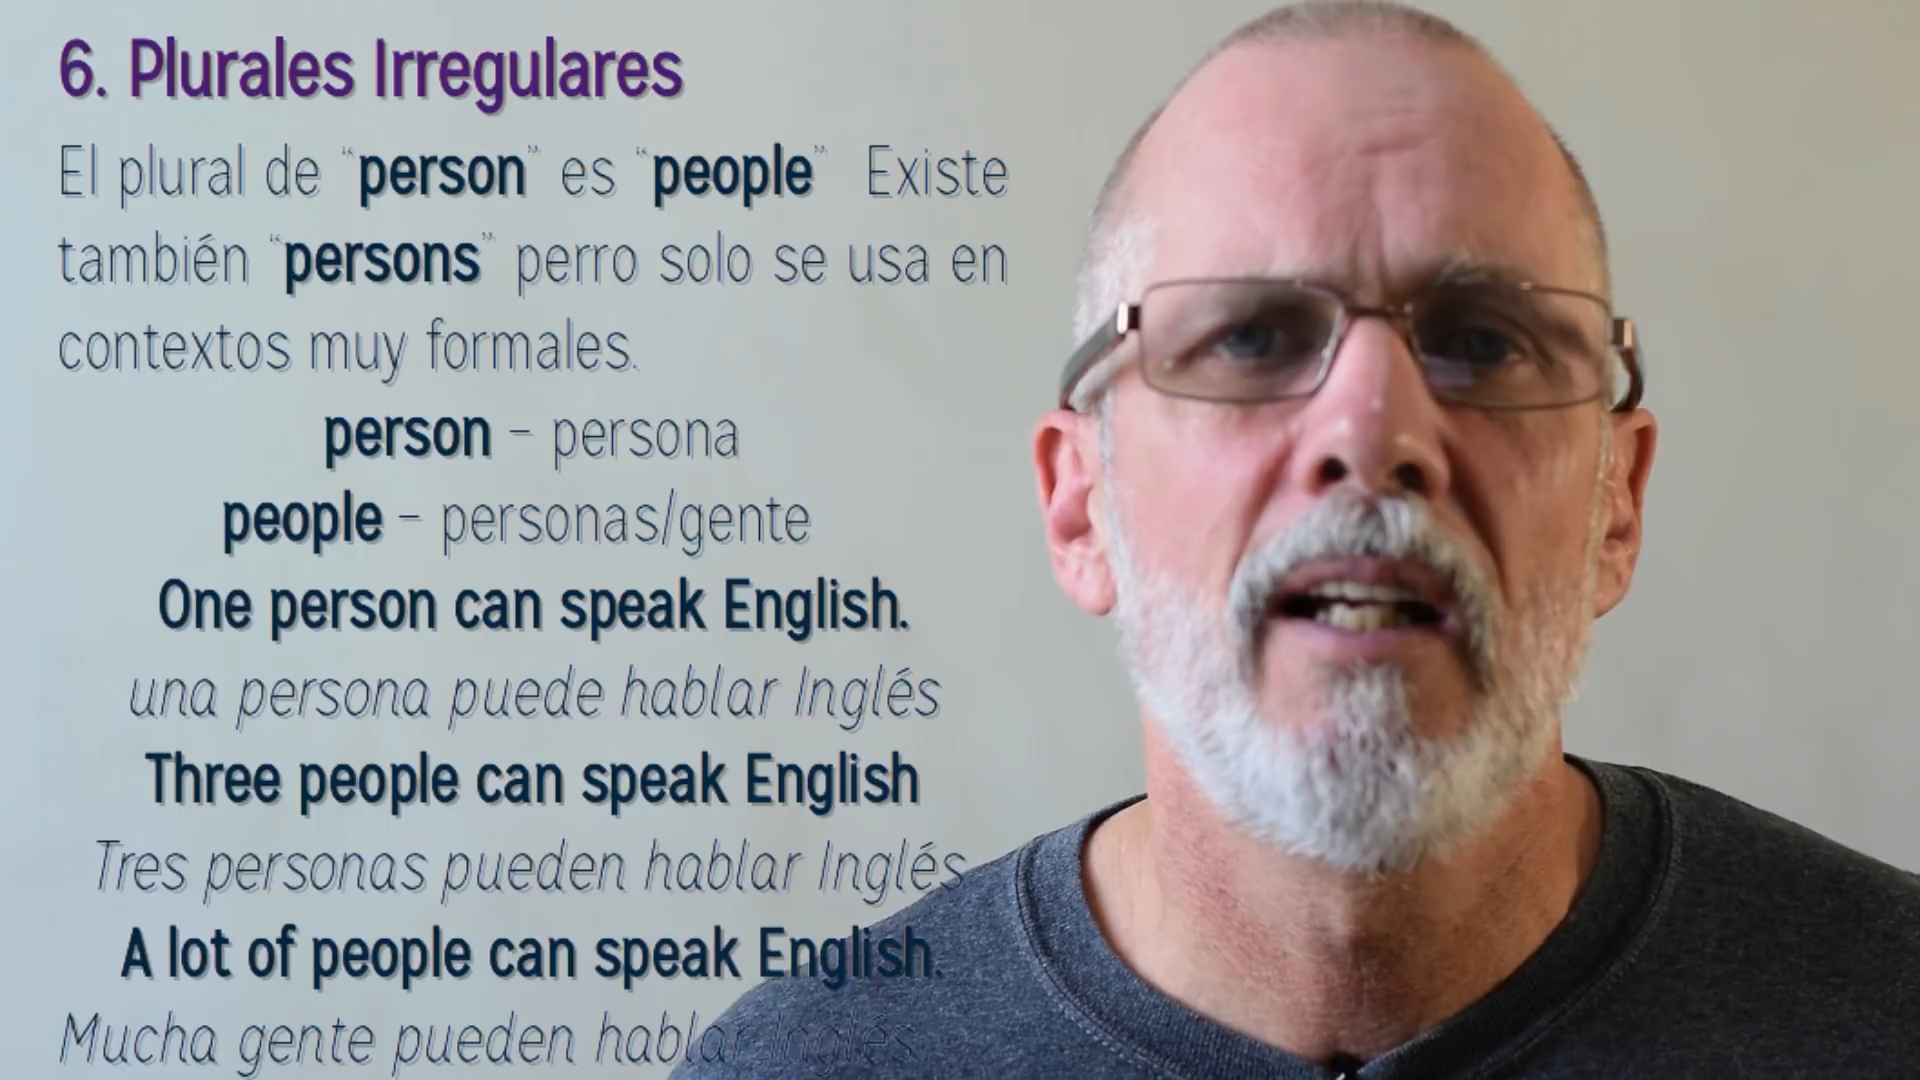 6. Plurales Irregulares
El plural de “person” es “people” Existe
también “persons” perro solo se usa en
contextos muy formales.
person – persona
people – personas/gente
One person can speak English.
una persona puede hablar Inglés
Three people can speak English
Tres personas pueden hablar Inglés
A lot of people can speak English.
Mucha gente pueden hablar Inglés